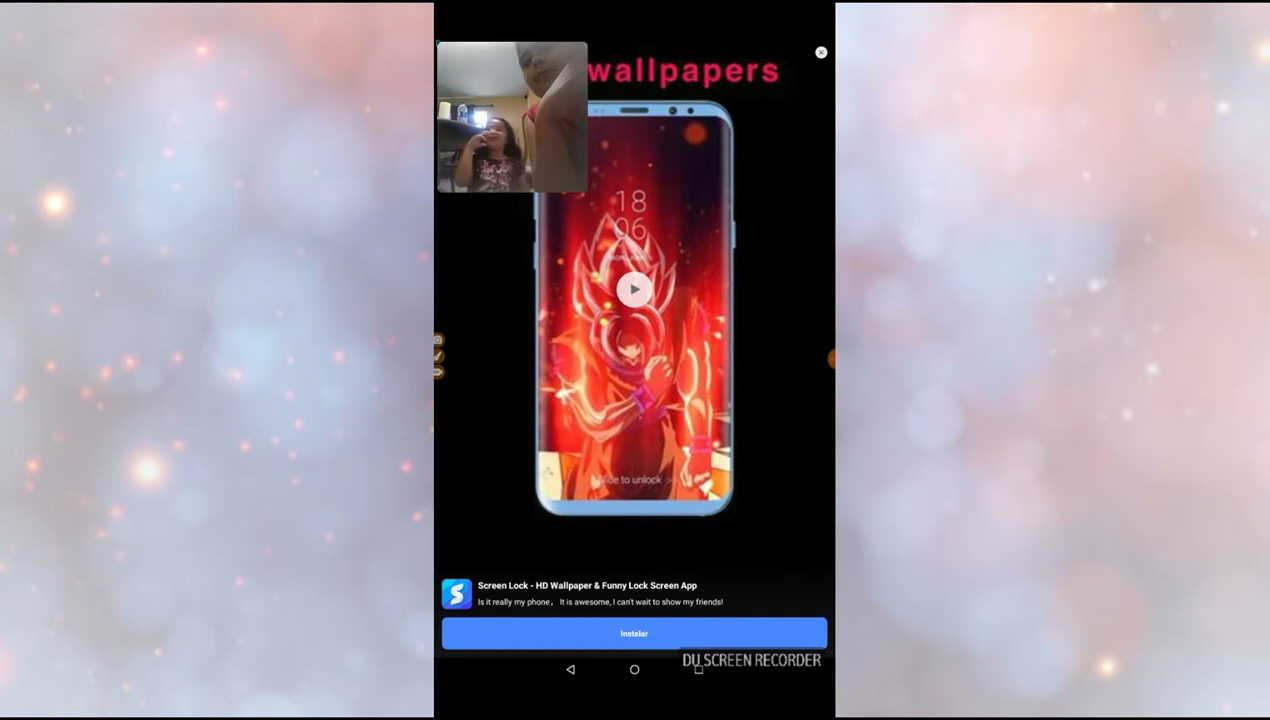 wallpapers
18
06
ide to unlock >
Screen Lock - HD Wallpaper & Funny Lock Screen App
Is it really my phone, It is awesome, I can't wait to show my friends!
Instalar
DU SCREEN RECORDER